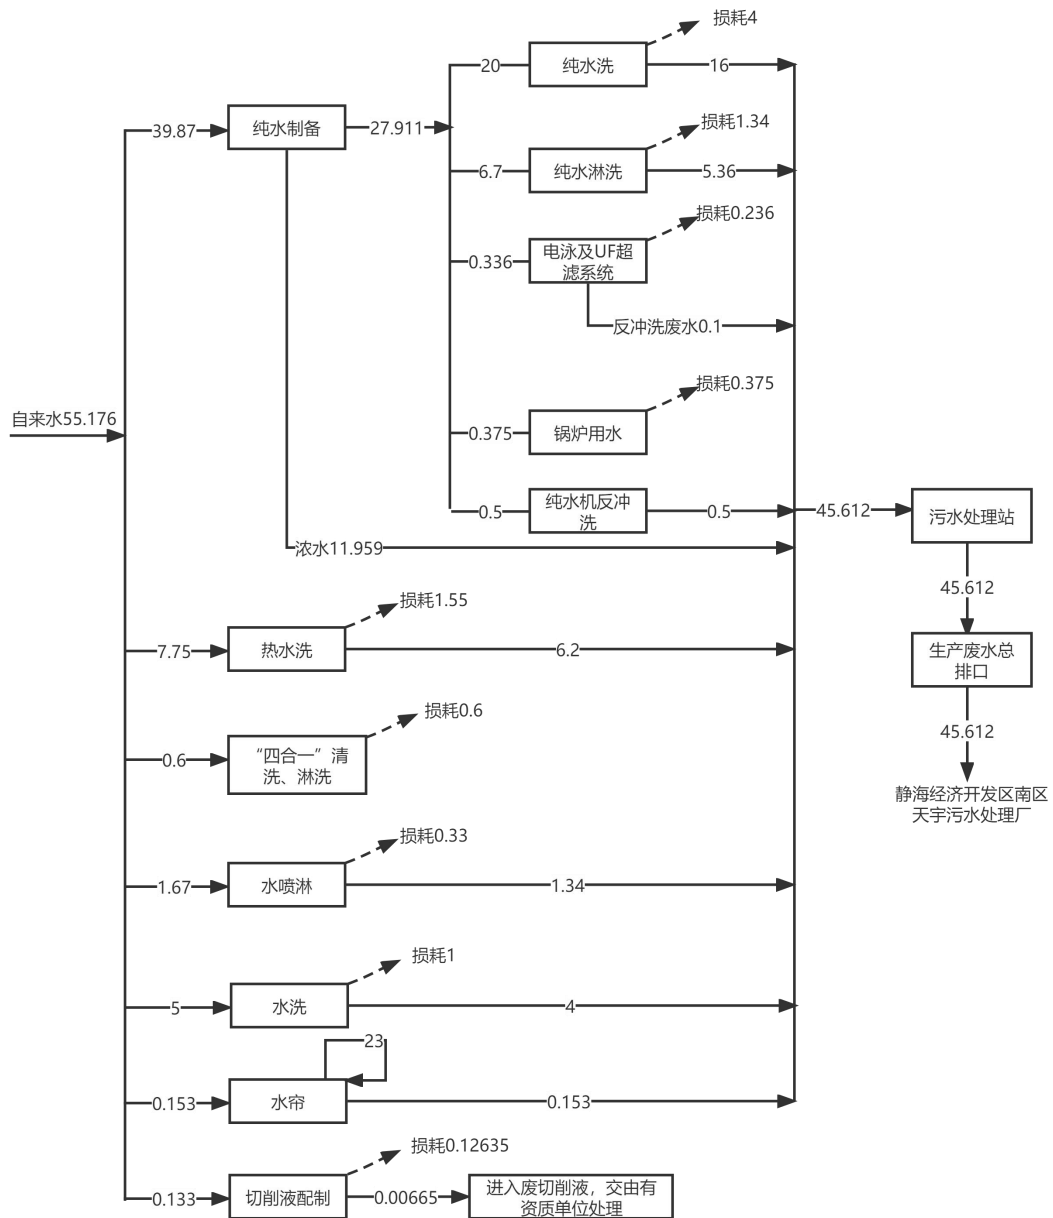 损耗4
20
纯水洗
16
39.87
纯水制备
27.911
损耗1.34
6.7
纯水淋洗
5.36
损耗0.236
0.336
电泳及UF超
滤系统
反冲洗废水0.1
损耗0.375
自来水55.176
0.375
锅炉用水
0.5
纯水机反冲
洗
0.5
45.612
污水处理站
浓水11.959
45.612
损耗1.55
7.75
热水洗
6.2
生产废水总
排口
损耗0.6
45.612
0.6
“四合一”清
洗、淋洗
静海经济开发区南区
天宇污水处理厂
损耗0.33
1.67
水喷淋
1.34
损耗1
5
水洗
4
23
0.153
水帘
0.153
损耗0.12635
0.133
切削液配制
0.00665
进入废切削液，交由有
资质单位处理